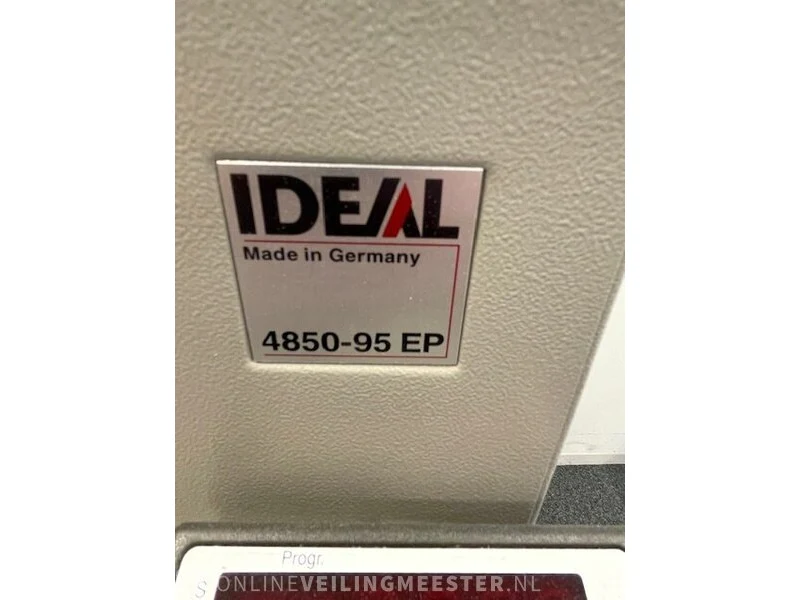 IDEAL
Made in Germany
4850-95 EP
Progr.
S
ONLINEVEILINGMEESTER.NL